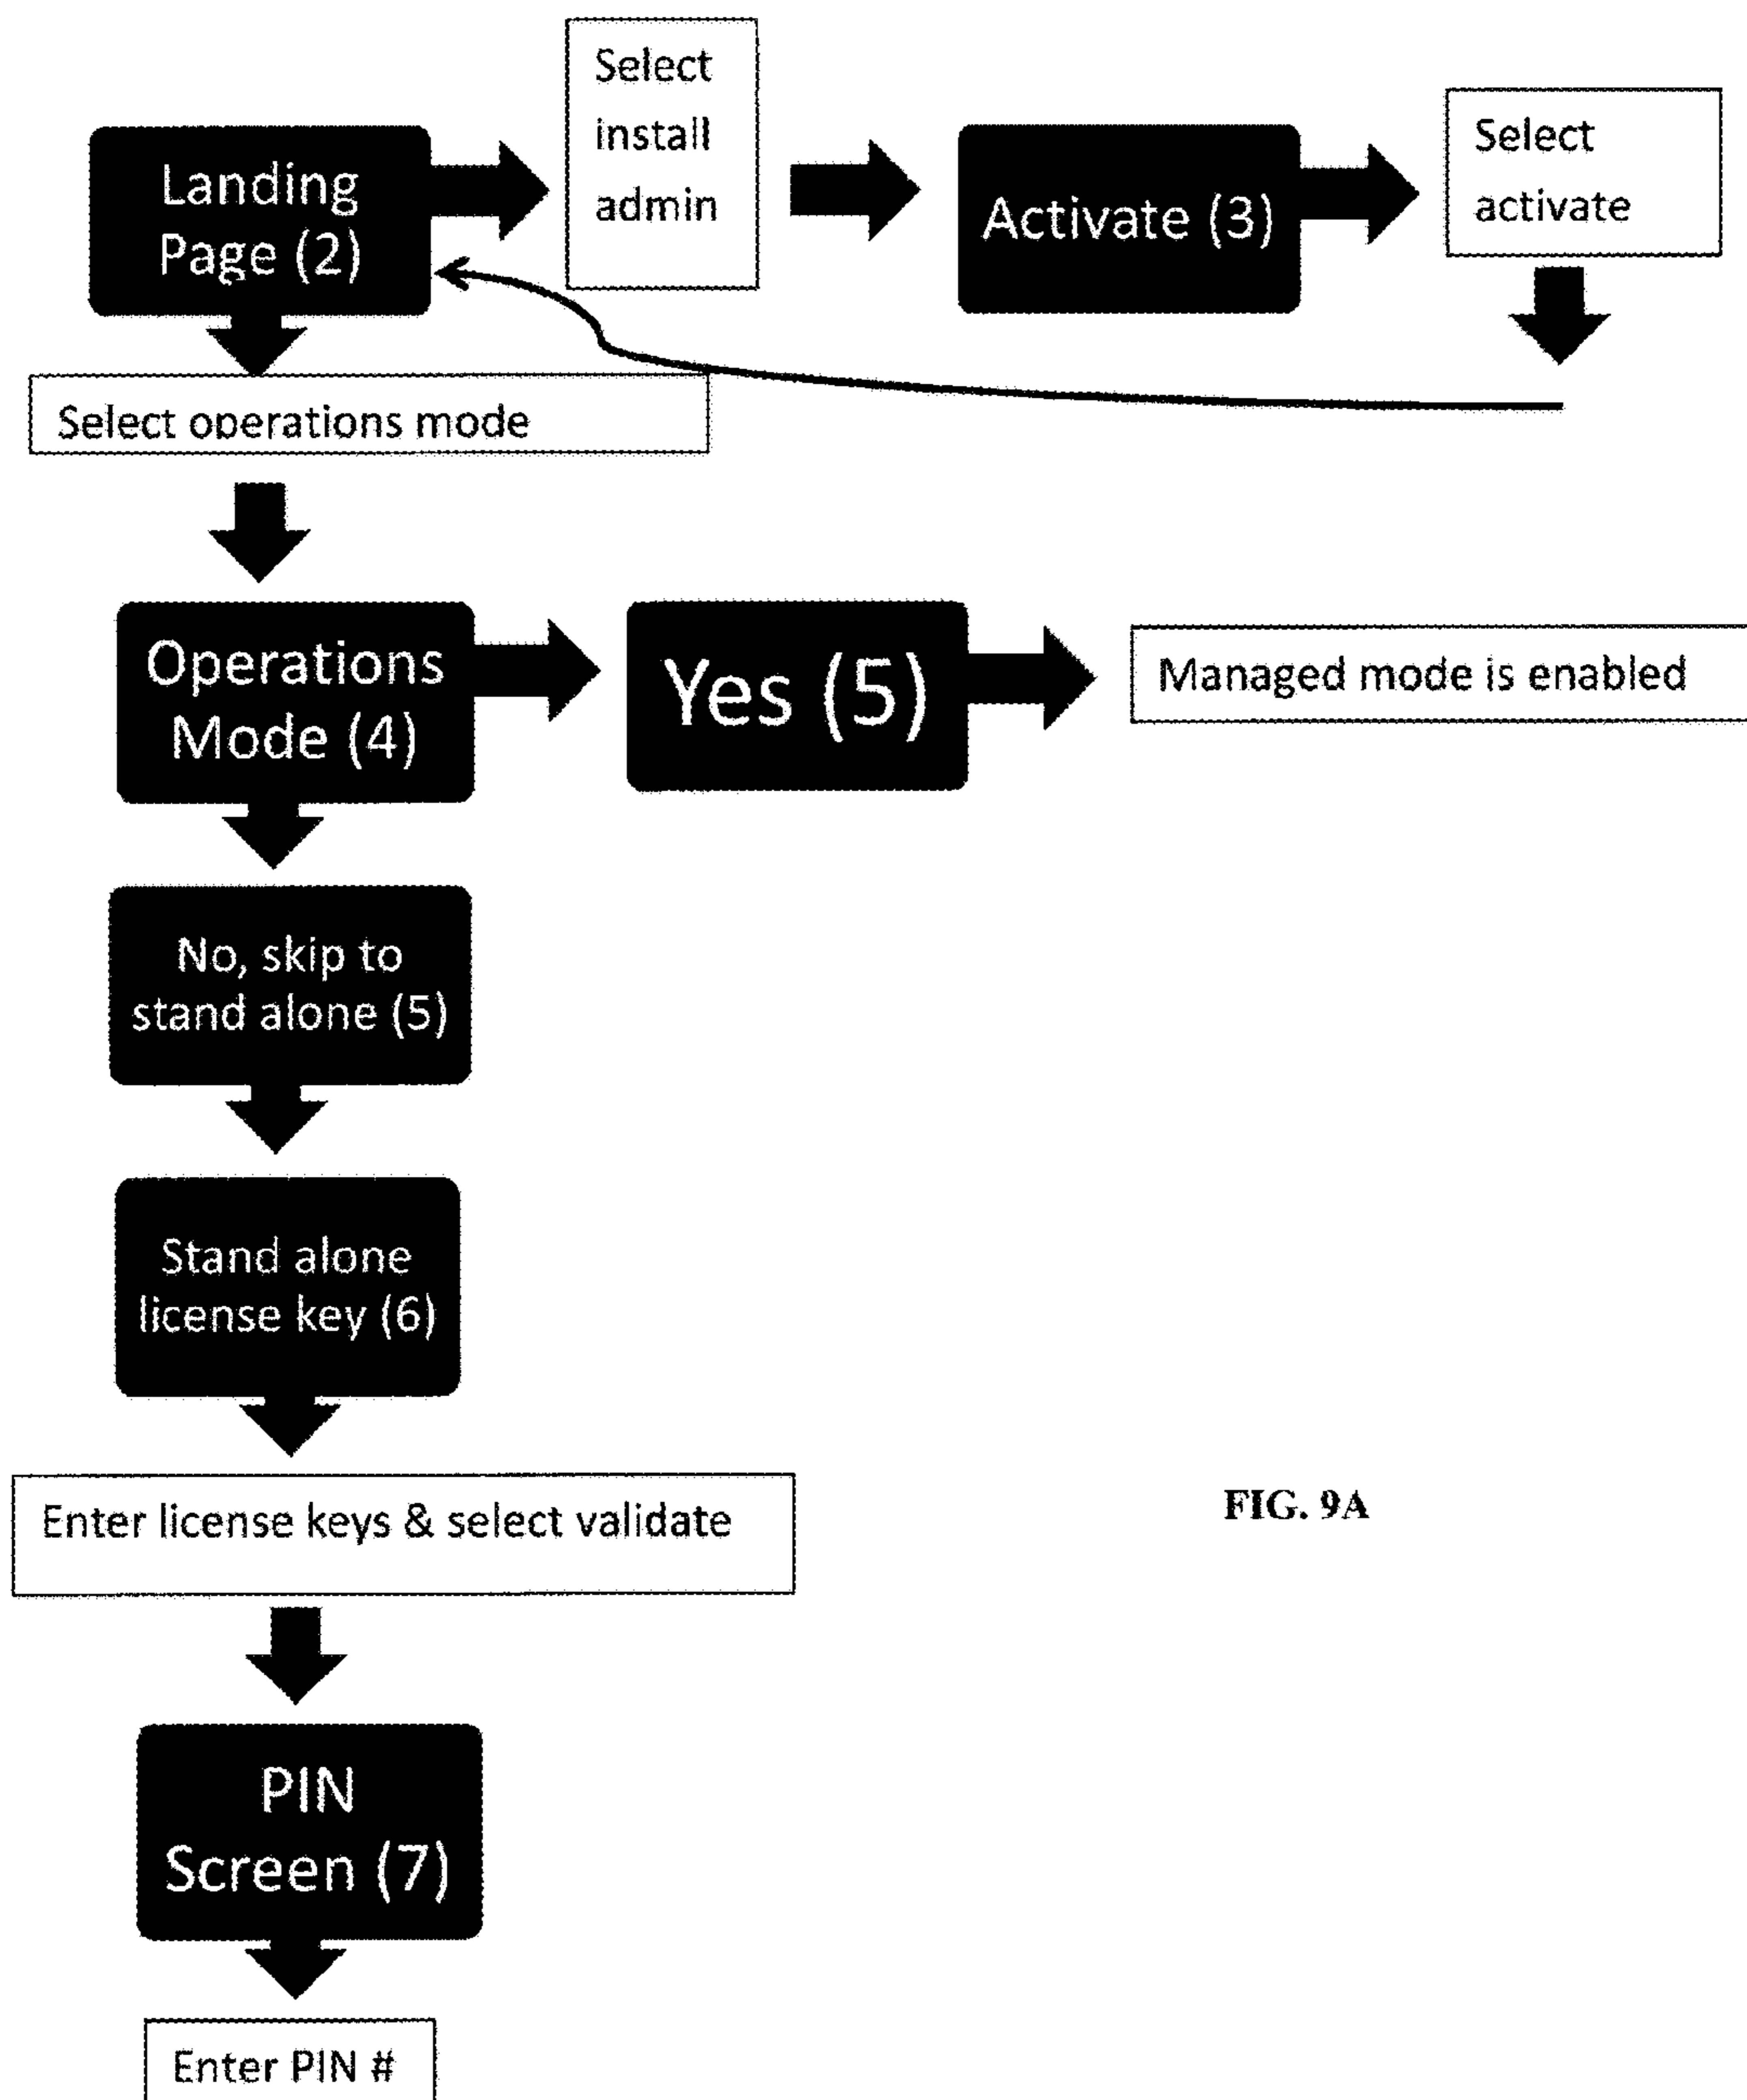 Select
install
admin
Landing
Page (2)
Activate (3)
Select
activate
Select operations mode
Operations
Mode (4)
Yes (5)
Managed mode is enabled
No, skip to
stand alone (5)
Stand alone
license key (6)
Enter license keys & select validate
FIG. 9A
PIN
Screen (7)
Enter PIN #